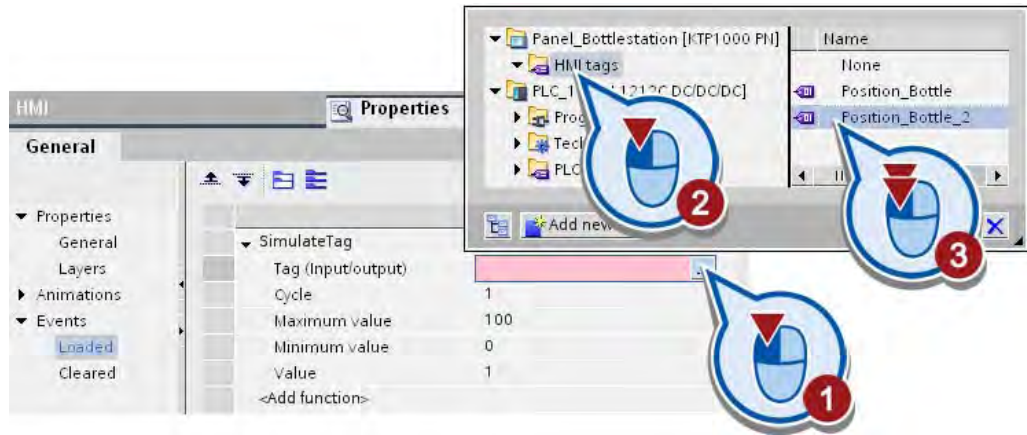 Panel_Bottlestation [KTP1000 PN]
HMI tags
PLC_1
1212C DC/DC/DC]
Prog
Tech
PLC
Name
None
Position_Bottle
Position_Bottle_2
Add new
2
3
HMI
Properties
General
Properties
General
Layers
Animations
Events
Loaded
Cleared
SimulateTag
Tag (Input/output)
Cycle 1
Maximum value 100
Minimum value 0
Value 1
<Add function>
1